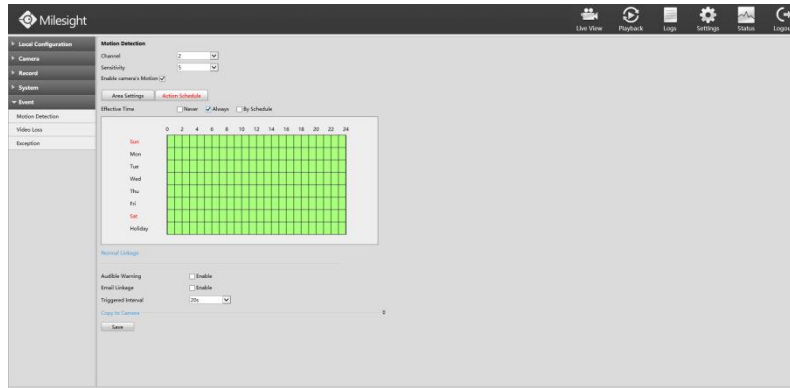 Milesight
Live View Playback Logs Settings Status Logout
Local Configuration
Camera
Record
System
Event
Motion Detection
Video Loss
Exception
Motion Detection
Channel 2
Sensitivity 5
Enable camera's Motion
Area Settings Action Schedule
Effective Time Never Always By Schedule
0 2 4 6 8 10 12 14 16 18 20 22 24
Sun
Mon
Tue
Wed
Thu
Fri
Sat
Holiday
Normal Linkage
Audible Warning Enable
Email Linkage Enable
Triggered Interval 20s
Copy to Camera
Save